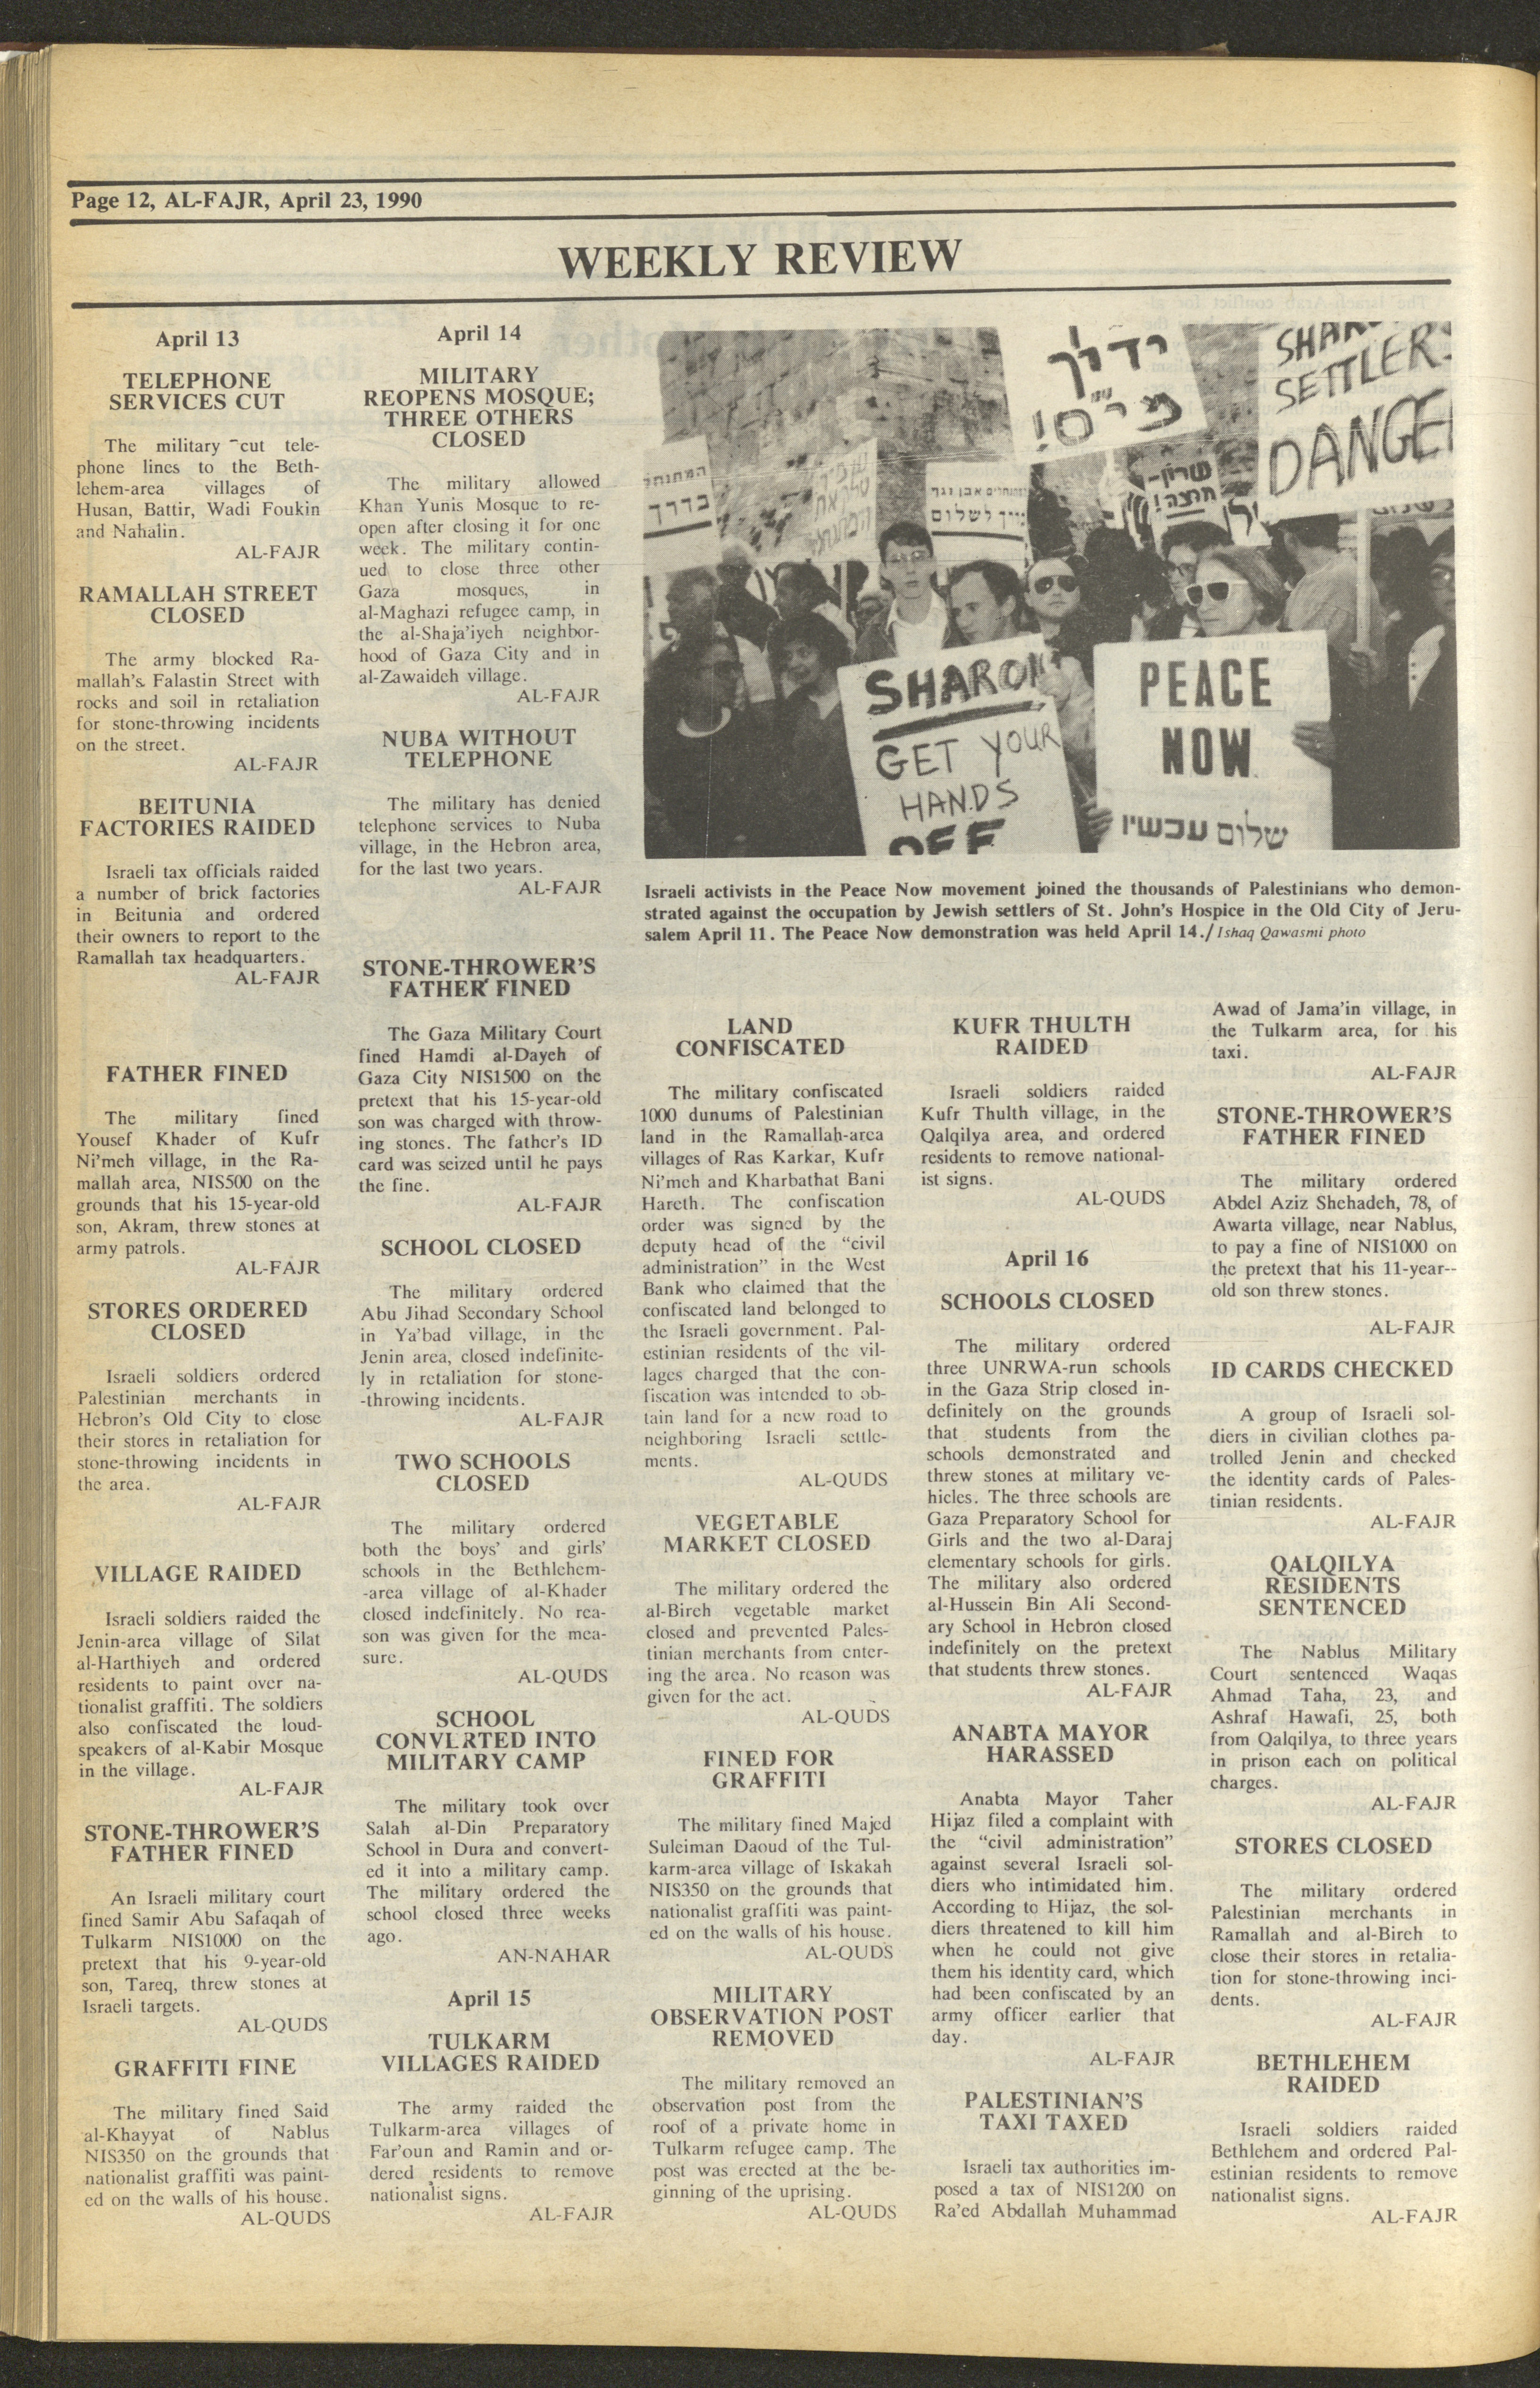 Page 12, AL-FAJR, April 23, 1990
WEEKLY REVIEW
April 13
TELEPHONE
SERVICES CUT
The military cut tele-
phone lines to the Beth-
lehem-area villages of
Husan, Battir, Wadi Foukin
and Nahalin.
AL-FAJR
RAMALLAH STREET
CLOSED
The army blocked Ra-
mallah's Falastin Street with
rocks and soil in retaliation
for stone-throwing incidents
on the street.
AL-FAJR
BEITUNIA
FACTORIES RAIDED
Israeli tax officials raided
a number of brick factories
in Beitunia and ordered
their owners to report to the
Ramallah tax headquarters.
AL-FAJR
FATHER FINED
The military fined
Yousef Khader of Kufr
Ni'meh village, in the Ra-
mallah area, NIS500 on the
grounds that his 15-year-old
son, Akram, threw stones at
army patrols.
AL-FAJR
STORES ORDERED
CLOSED
Israeli soldiers ordered
Palestinian merchants in
Hebron's Old City to close
their stores in retaliation for
stone-throwing incidents in
the area.
AL-FAJR
VILLAGE RAIDED
Israeli soldiers raided the
Jenin-area village of Silat
al-Harthiyeh and ordered
residents to paint over na-
tionalist graffiti. The soldiers
also confiscated the loud-
speakers of al-Kabir Mosque
in the village.
AL-FAJR
STONE-THROWER'S
FATHER FINED
An Israeli military court
fined Samir Abu Safaqah of
Tulkarm NIS1000 on the
pretext that his 9-year-old
son, Tareq, threw stones at
Israeli targets.
AL-QUDS
GRAFFITI FINE
The military fined Said
al-Khayyat of Nablus
NIS350 on the grounds that
nationalist graffiti was paint-
ed on the walls of his house.
AL-QUDS
April 14
MILITARY
REOPENS MOSQUE;
THREE OTHERS
CLOSED
The military allowed
Khan Yunis Mosque to re-
open after closing it for one
week. The military contin-
ued to close three other
Gaza mosques, in
al-Maghazi refugee camp, in
the al-Shaja'iyeh neighbor-
hood of Gaza City and in
al-Zawaideh village.
AL-FAJR
NUBA WITHOUT
TELEPHONE
The military has denied
telephone services to Nuba
village, in the Hebron area,
for the last two years.
AL-FAJR
STONE-THROWER'S
FATHER FINED
The Gaza Military Court
fined Hamdi al-Dayeh of
Gaza City NIS1500 on the
pretext that his 15-year-old
son was charged with throw-
ing stones. The father's ID
card was seized until he pays
the fine.
AL-FAJR
SCHOOL CLOSED
The military ordered
Abu Jihad Secondary School
in Ya'bad village, in the
Jenin area, closed indefinite-
ly in retaliation for stone-
-throwing incidents.
AL-FAJR
TWO SCHOOLS
CLOSED
The military ordered
both the boys' and girls'
schools in the Bethlehem-
-area village of al-Khader
closed indefinitely. No rea-
son was given for the mea-
sure.
AL-QUDS
SCHOOL
CONVERTED INTO
MILITARY CAMP
The military took over
Salah al-Din Preparatory
School in Dura and convert-
ed it into a military camp.
The military ordered the
school closed three weeks
ago.
AN-NAHAR
April 15
TULKARM
VILLAGES RAIDED
The army raided the
Tulkarm-area villages of
Far'oun and Ramin and or-
dered residents to remove
nationalist signs.
AL-FAJR
ידיך
מר"ס!
SHAR
SETTLER
DANGE
בדרך
שרון-
SHARON
GET YOUR
HANDS
OFF
PEACE
NOW
שלום עכשיו
Israeli activists in the Peace Now movement joined the thousands of Palestinians who demon-
strated against the occupation by Jewish settlers of St. John's Hospice in the Old City of Jeru-
salem April 11. The Peace Now demonstration was held April 14./ Ishaq Qawasmi photo
LAND
CONFISCATED
The military confiscated
1000 dunums of Palestinian
land in the Ramallah-area
villages of Ras Karkar, Kufr
Ni'meh and Kharbathat Bani
Hareth. The confiscation
order was signed by the
deputy head of the "civil
administration" in the West
Bank who claimed that the
confiscated land belonged to
the Israeli government. Pal-
estinian residents of the vil-
lages charged that the con-
fiscation was intended to ob-
tain land for a new road to
neighboring Israeli settle-
ments.
AL-QUDS
VEGETABLE
MARKET CLOSED
The military ordered the
al-Bireh vegetable market
closed and prevented Pales-
tinian merchants from enter-
ing the area. No reason was
given for the act.
AL-QUDS
FINED FOR
GRAFFITI
The military fined Majed
Suleiman Daoud of the Tul-
karm-area village of Iskakah
NIS350 on the grounds that
nationalist graffiti was paint-
ed on the walls of his house.
AL-QUDS
MILITARY
OBSERVATION POST
REMOVED
The military removed an
observation post from the
roof of a private home in
Tulkarm refugee camp. The
post was erected at the be-
ginning of the uprising.
AL-QUDS
KUFR THULTH
RAIDED
Israeli soldiers raided
Kufr Thulth village, in the
Qalqilya area, and ordered
residents to remove national-
ist signs.
AL-QUDS
April 16
SCHOOLS CLOSED
The military ordered
three UNRWA-run schools
in the Gaza Strip closed in-
definitely on the grounds
that students from the
schools demonstrated and
threw stones at military ve-
hicles. The three schools are
Gaza Preparatory School for
Girls and the two al-Daraj
elementary schools for girls.
The military also ordered
al-Hussein Bin Ali Second-
ary School in Hebron closed
indefinitely on the pretext
that students threw stones.
AL-FAJR
ANABTA MAYOR
HARASSED
Anabta Mayor Taher
Hijaz filed a complaint with
the "civil administration"
against several Israeli sol-
diers who intimidated him.
According to Hijaz, the sol-
diers threatened to kill him
when he could not give
them his identity card, which
had been confiscated by an
army officer earlier that
day.
AL-FAJR
PALESTINIAN'S
TAXI TAXED
Israeli tax authorities im-
posed a tax of NIS1200 on
Ra'ed Abdallah Muhammad
Awad of Jama'in village, in
the Tulkarm area, for his
taxi.
AL-FAJR
STONE-THROWER'S
FATHER FINED
The military ordered
Abdel Aziz Shehadeh, 78, of
Awarta village, near Nablus,
to pay a fine of NIS1000 on
the pretext that his 11-year--
old son threw stones.
AL-FAJR
ID CARDS CHECKED
A group of Israeli sol-
diers in civilian clothes pa-
trolled Jenin and checked
the identity cards of Pales-
tinian residents.
AL-FAJR
QALQILYA
RESIDENTS
SENTENCED
The Nablus Military
Court sentenced Waqas
Ahmad Taha, 23, and
Ashraf Hawafi, 25, both
from Qalqilya, to three years
in prison each on political
charges.
AL-FAJR
STORES CLOSED
The military ordered
Palestinian merchants in
Ramallah and al-Bireh to
close their stores in retalia-
tion for stone-throwing inci-
dents.
AL-FAJR
BETHLEHEM
RAIDED
Israeli soldiers raided
Bethlehem and ordered Pal-
estinian residents to remove
nationalist signs.
AL-FAJR